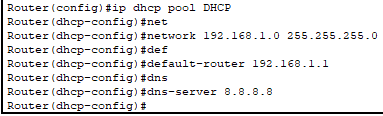 Router(config)#ip dhcp pool DHCP
Router(dhcp-config)#net
Router(dhcp-config)#network 192.168.1.0 255.255.255.0
Router(dhcp-config)#def
Router(dhcp-config)#default-router 192.168.1.1
Router(dhcp-config)#dns
Router(dhcp-config)#dns-server 8.8.8.8
Router(dhcp-config)#